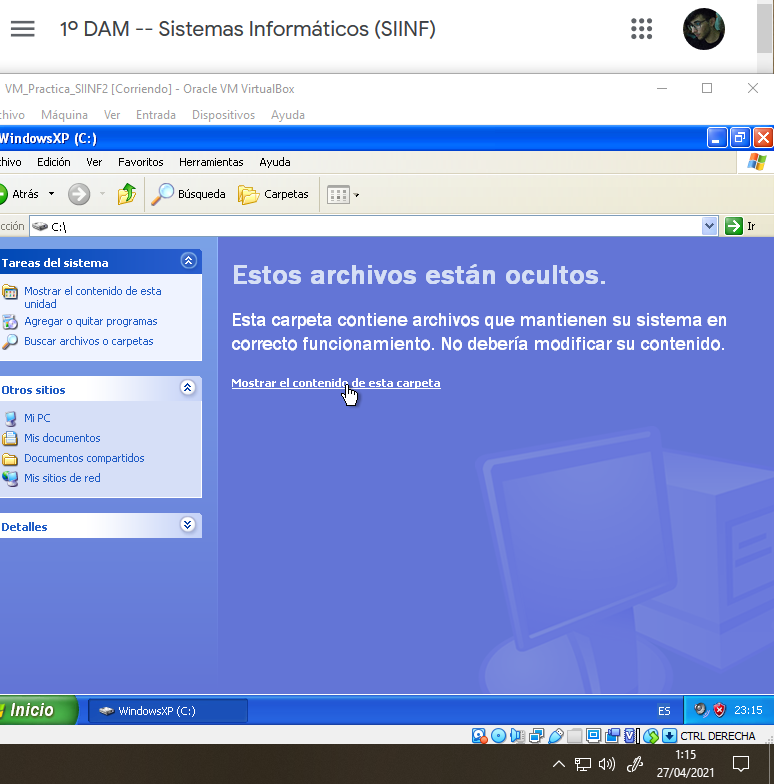 1º DAM -- Sistemas Informáticos (SIINF)
VM_Practica_SIINF2 [Corriendo] - Oracle VM VirtualBox
chivo Máquina Ver Entrada Dispositivos Ayuda
WindowsXP (C:)
chivo Edición Ver Favoritos Herramientas Ayuda
Atrás Búsqueda Carpetas
cción C:\ Ir
Tareas del sistema
Mostrar el contenido de esta
unidad
Agregar o quitar programas
Buscar archivos o carpetas
Otros sitios
Mi PC
Mis documentos
Documentos compartidos
Mis sitios de red
Detalles
Estos archivos están ocultos.
Esta carpeta contiene archivos que mantienen su sistema en
correcto funcionamiento. No debería modificar su contenido.
Mostrar el contenido de esta carpeta
Inicio WindowsXP (C:) ES 23:15
CTRL DERECHA
1:15
27/04/2021